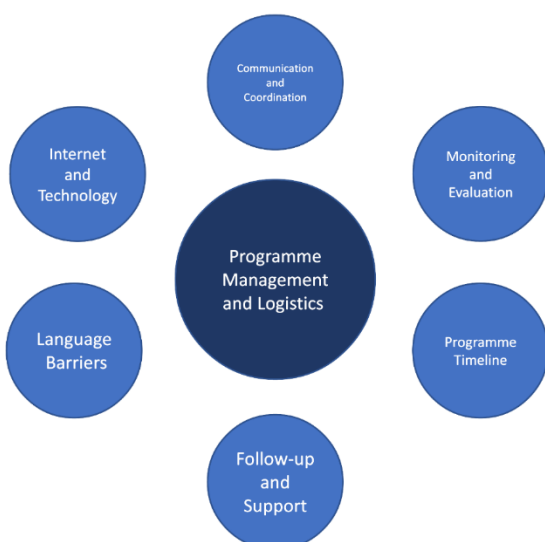 Communication
and
Coordination
Internet
and
Technology
Monitoring
and
Evaluation
Programme
Management
and Logistics
Language
Barriers
Programme
Timeline
Follow-up
and
Support